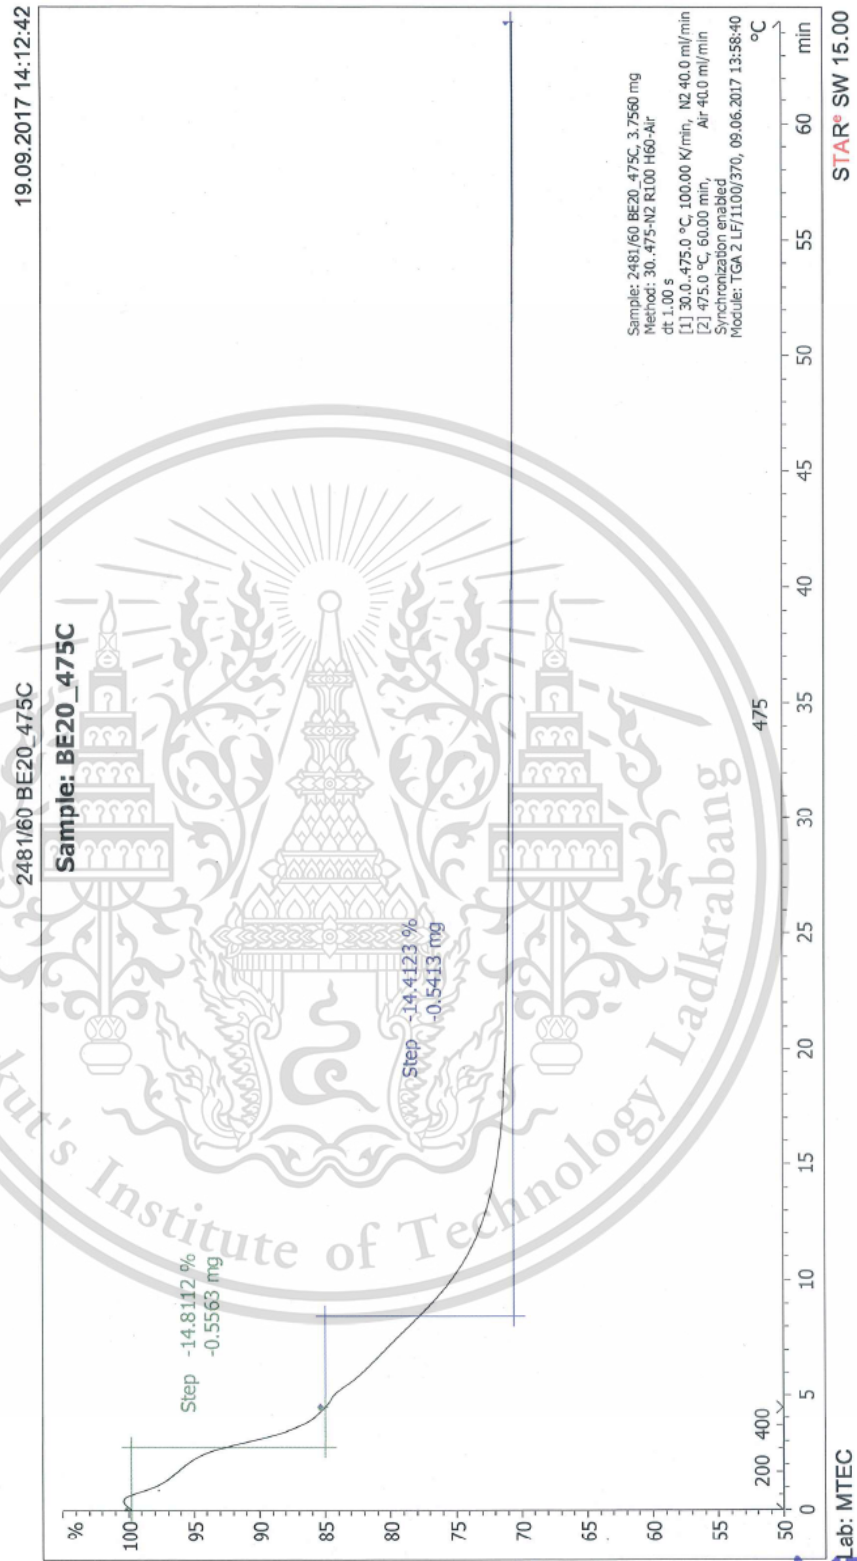 2481/60 BE20_475C
19.09.2017 14:12:42
Sample: BE20_475C
%
100
95
90
85
80
75
70
65
60
55
50
Step -14.8112 %
-0.5563 mg
Step -14.4123 %
-0.5413 mg
Sample: 2481/60 BE20_475C, 3.7560 mg
Method: 30..475-N2 R100 H60-Air
dt 1.00 s
[1] 30.0..475.0 °C, 100.00 K/min, N2 40.0 ml/min
[2] 475.0 °C, 60.00 min, Air 40.0 ml/min
Synchronization enabled
Module: TGA 2 LF/1100/370, 09.06.2017 13:58:40
200 400 475 °C
0 5 10 15 20 25 30 35 40 45 50 55 60 min
Lab: MTEC
STARe SW 15.00
kut's Institute of Technology Ladkrabang